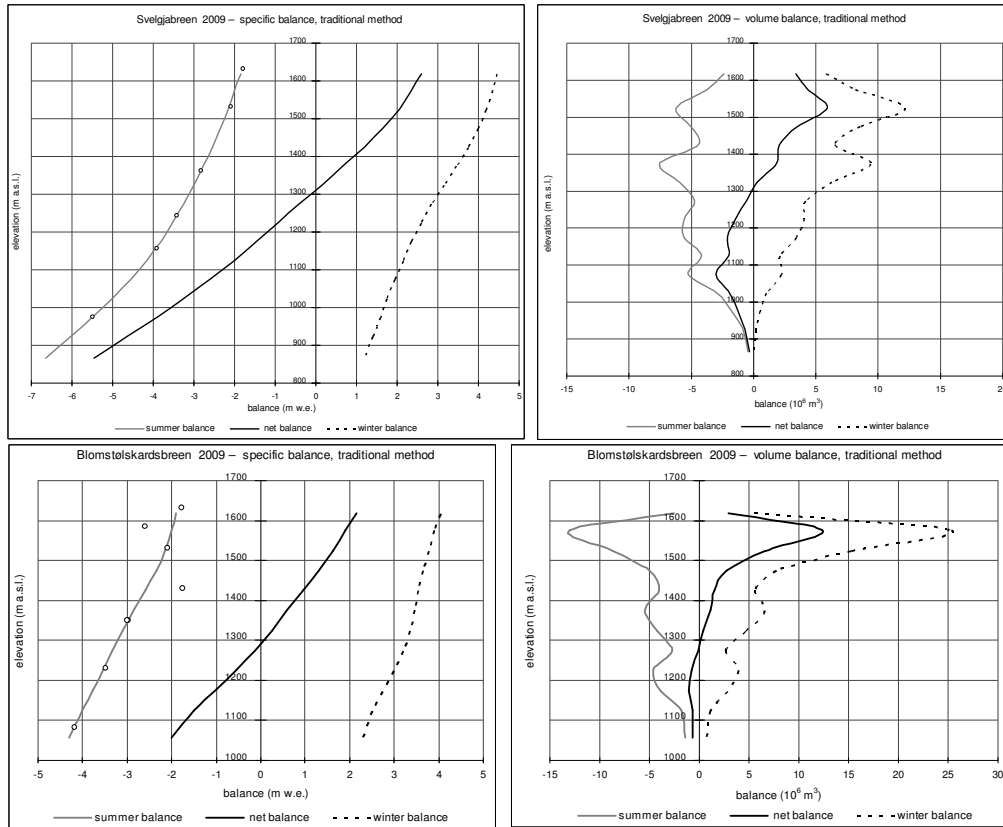 Svelgjabreen 2009 – specific balance, traditional method
1700
1600
1500
1400
1300
1200
1100
1000
900
800
elevation (m a.s.l.)
-7 -6 -5 -4 -3 -2 -1 0 1 2 3 4 5
balance (m w.e.)
summer balance net balance winter balance
Svelgjabreen 2009 – volume balance, traditional method
1700
1600
1500
1400
1300
1200
1100
1000
900
800
elevation (m a.s.l.)
-15 -10 -5 0 5 10 15 20
balance (10⁶ m³)
summer balance net balance winter balance
Blomstølskardsbreen 2009 – specific balance, traditional method
1700
1600
1500
1400
1300
1200
1100
1000
elevation (m a.s.l.)
-5 -4 -3 -2 -1 0 1 2 3 4 5
balance (m w.e.)
summer balance net balance winter balance
Blomstølskardsbreen 2009 – volume balance, traditional method
1700
1600
1500
1400
1300
1200
1100
1000
elevation (m a.s.l.)
-15 -10 -5 0 5 10 15 20 25 30
balance (10⁶ m³)
summer balance net balance winter balance